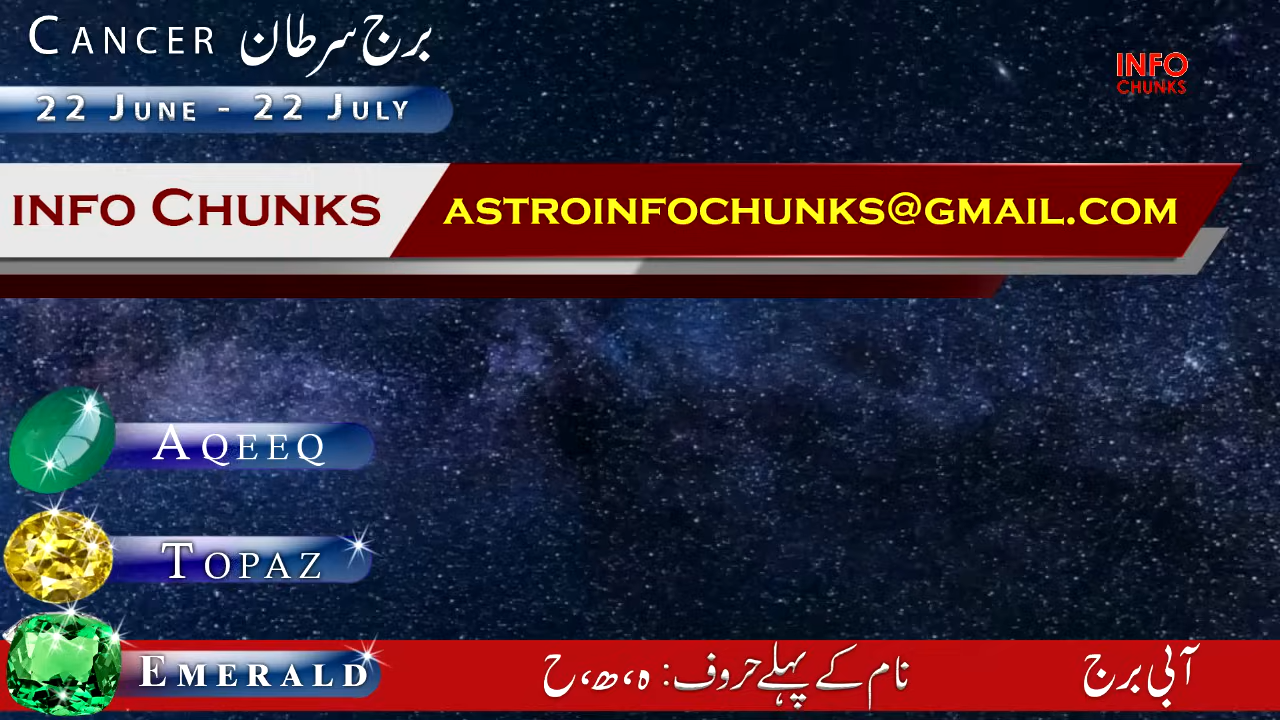 CANCER برج سرطان
INFO
CHUNKS
22 JUNE - 22 JULY
INFO CHUNKS
ASTROINFOCHUNKS@GMAIL.COM
AQEEQ
TOPAZ
EMERALD
نام کے پہلے حروف: ہ، ھ، ح
آبی برج